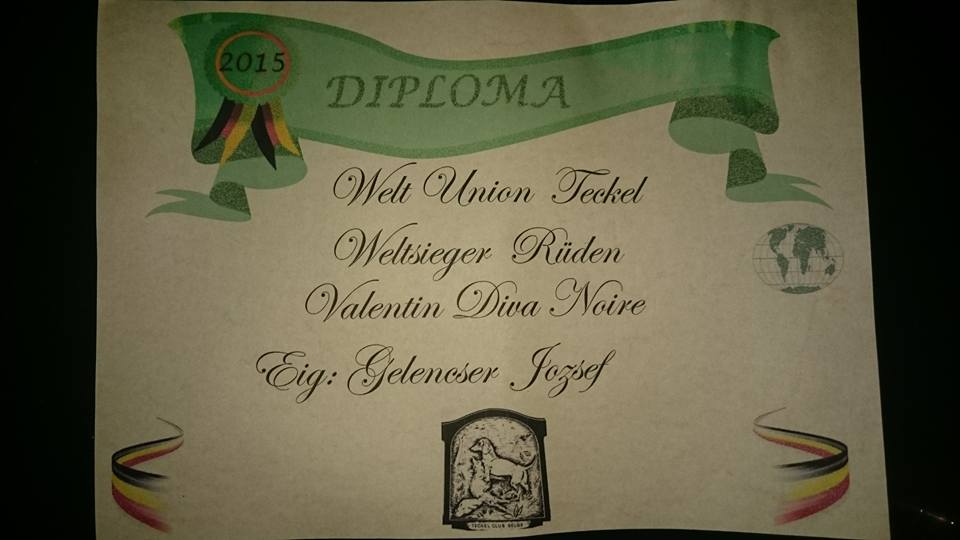 2015
DIPLOMA
Welt Union Teckel
Weltsieger Rüden
Valentin Diva Noire
Eig: Gelencser Jozsef
TECKEL CLUB BELGE